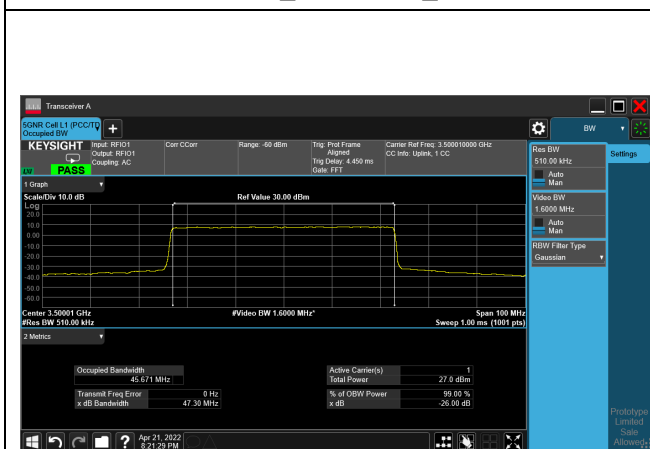 Transceiver A
5GNR Cell L1 (PCC/TD
Occupied BW
BW
KEYSIGHT
Input: RFIO1
Output: RFIO1
Coupling: AC
Corr CCorr
Range: -60 dBm
Trig: Prot Frame
Aligned
Trig Delay: 4.450 ms
Gate: FFT
Carrier Ref Freq: 3.500010000 GHz
CC Info: Uplink, 1 CC
PASS
Res BW
510.00 kHz
Auto
Man
Settings
Video BW
1.6000 MHz
Auto
Man
RBW Filter Type
Gaussian
1 Graph
Scale/Div 10.0 dB
Ref Value 30.00 dBm
Log
20.0
10.0
0.00
-10.0
-20.0
-30.0
-40.0
-50.0
-60.0
Center 3.50001 GHz
#Video BW 1.6000 MHz*
Span 100 MHz
#Res BW 510.00 kHz
Sweep 1.00 ms (1001 pts)
2 Metrics
Occupied Bandwidth
45.671 MHz
Transmit Freq Error 0 Hz
x dB Bandwidth 47.30 MHz
Active Carrier(s) 1
Total Power 27.0 dBm
% of OBW Power 99.00 %
x dB -26.00 dB
Prototype
Limited
Sale
Allowed
?
Apr 21, 2022
8:21:29 PM